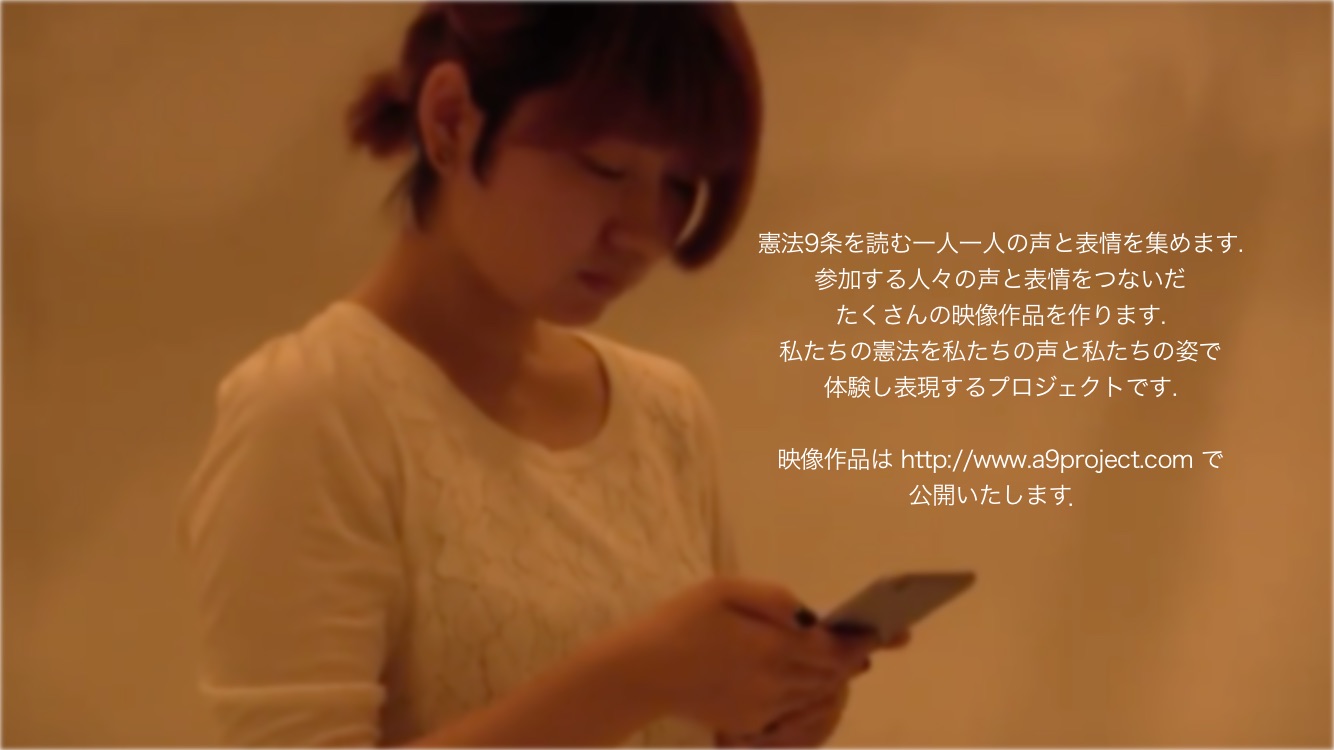 憲法9条を読む一人一人の声と表情を集めます.
参加する人々の声と表情をつないだ
たくさんの映像作品を作ります.
私たちの憲法を私たちの声と私たちの姿で
体験し表現するプロジェクトです.
映像作品は http://www.a9project.com で
公開いたします.